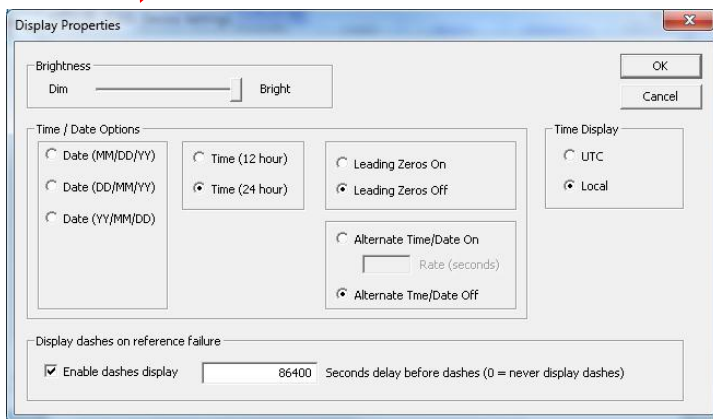 Display Properties
Brightness
Dim Bright
OK
Cancel
Time / Date Options
Date (MM/DD/YY)
Date (DD/MM/YY)
Date (YY/MM/DD)
Time (12 hour)
Time (24 hour)
Leading Zeros On
Leading Zeros Off
Alternate Time/Date On
Rate (seconds)
Alternate Tme/Date Off
Time Display
UTC
Local
Display dashes on reference failure
Enable dashes display 86400 Seconds delay before dashes (0 = never display dashes)